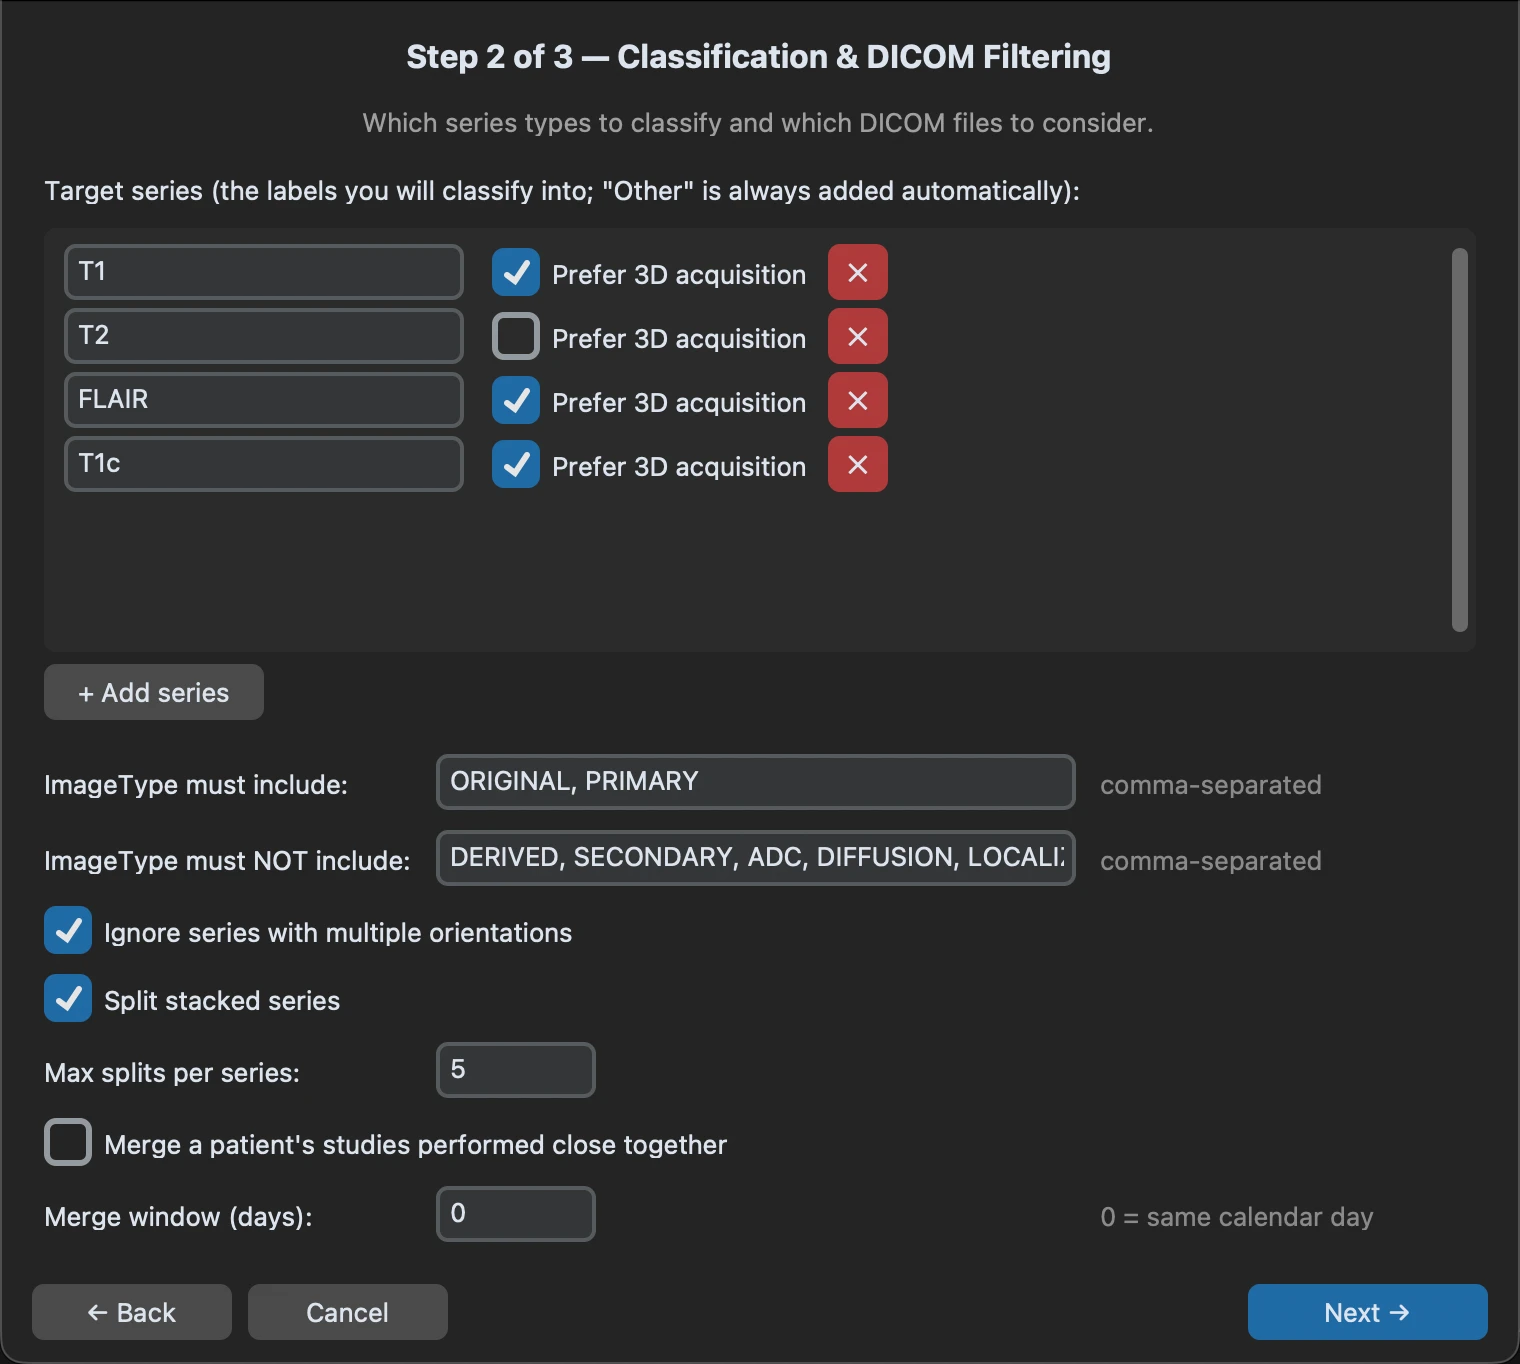 Step 2 of 3 — Classification & DICOM Filtering
Which series types to classify and which DICOM files to consider.
Target series (the labels you will classify into; "Other" is always added automatically):
T1 Prefer 3D acquisition
T2 Prefer 3D acquisition
FLAIR Prefer 3D acquisition
T1c Prefer 3D acquisition
+ Add series
ImageType must include: ORIGINAL, PRIMARY comma-separated
ImageType must NOT include: DERIVED, SECONDARY, ADC, DIFFUSION, comma-separated
Ignore series with multiple orientations
Split stacked series
Max splits per series: 5
Merge a patient's studies performed close together
Merge window (days): 0 0 = same calendar day
← Back Cancel Next →